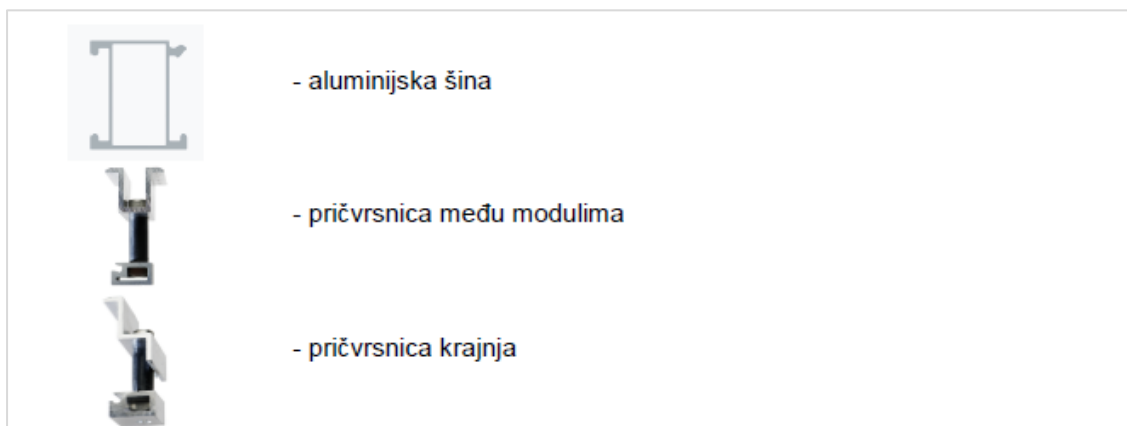 - aluminijska šina
- pričvrsnica među modulima
- pričvrsnica krajnja